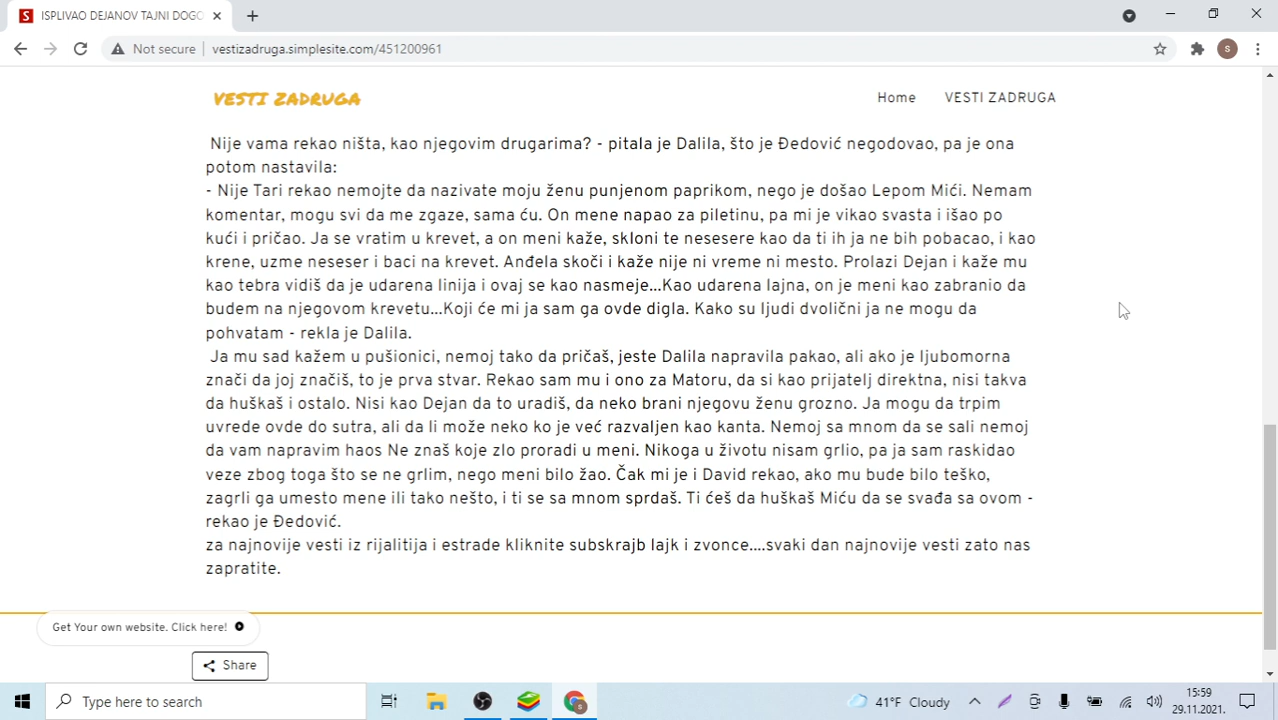 ISPLIVAO DEJANOV TAJNI DOGO
Not secure
vestizadruga.simplesite.com/451200961
S
VESTI ZADRUGA
Home
VESTI ZADRUGA
Nije vama rekao ništa, kao njegovim drugarima? - pitala je Dalila, što je Đedović negodovao, pa je ona
potom nastavila:
- Nije Tari rekao nemojte da nazivate moju ženu punjenom paprikom, nego je došao Lepom Mići. Nemam
komentar, mogu svi da me zgaze, sama ću. On mene napao za piletinu, pa mi je vikao svasta i išao po
kući i pričao. Ja se vratim u krevet, a on meni kaže, skloni te nesesere kao da ti ih ja ne bih pobacao, i kao
krene, uzme neseser i baci na krevet. Anđela skoči i kaže nije ni vreme ni mesto. Prolazi Dejan i kaže mu
kao tebra vidiš da je udarena linija i ovaj se kao nasmeje...Kao udarena lajna, on je meni kao zabranio da
budem na njegovom krevetu...Koji će mi ja sam ga ovde digla. Kako su ljudi dvolični ja ne mogu da
pohvatam - rekla je Dalila.
Ja mu sad kažem u pušionici, nemoj tako da pričaš, jeste Dalila napravila pakao, ali ako je ljubomorna
znači da joj značiš, to je prva stvar. Rekao sam mu i ono za Matoru, da si kao prijatelj direktna, nisi takva
da huškaš i ostalo. Nisi kao Dejan da to uradiš, da neko brani njegovu ženu grozno. Ja mogu da trpim
uvrede ovde do sutra, ali da li može neko ko je već razvaljen kao kanta. Nemoj sa mnom da se sali nemoj
da vam napravim haos Ne znaš koje zlo proradi u meni. Nikoga u životu nisam grlio, pa ja sam raskidao
veze zbog toga što se ne grlim, nego meni bilo žao. Čak mi je i David rekao, ako mu bude bilo teško,
zagrli ga umesto mene ili tako nešto, i ti se sa mnom sprdaš. Ti ćeš da huškaš Miću da se svađa sa ovom -
rekao je Đedović.
za najnovije vesti iz rijalitija i estrade kliknite subskrajb lajk i zvonce....svaki dan najnovije vesti zato nas
zapratite.
Get Your own website. Click here!
Share
Type here to search
41°F Cloudy
15:59
29.11.2021.